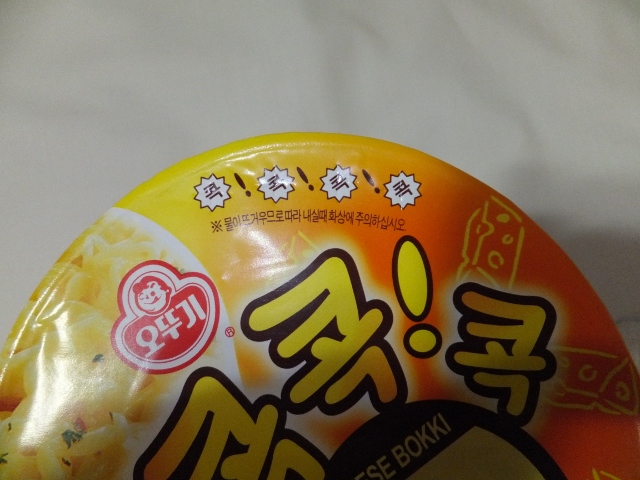 콕! 콕! 콕! 콕
※ 물이 뜨거우므로 따라 내실때 화상에 주의하십시오.
오뚜기®
콕!콕!
ESE BOKKI